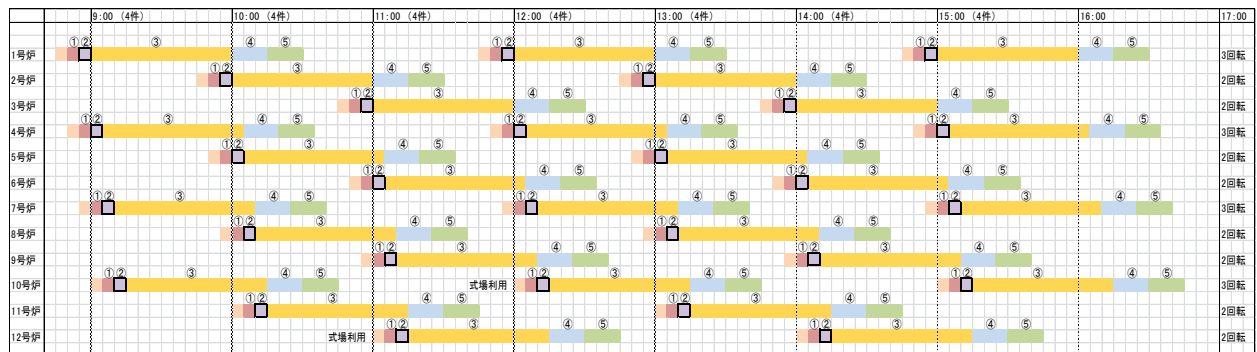 9:00 (4件) 10:00 (4件) 11:00 (4件) 12:00 (4件) 13:00 (4件) 14:00 (4件) 15:00 (4件) 16:00 17:00
①② ③ ④ ⑤ ①② ③ ④ ⑤ ①② ③ ④ ⑤
1号炉 3回転
①② ③ ④ ⑤ ①② ③ ④ ⑤
2号炉 2回転
①② ③ ④ ⑤ ①② ③ ④ ⑤
3号炉 2回転
①② ③ ④ ⑤ ①② ③ ④ ⑤ ①② ③ ④ ⑤
4号炉 3回転
①② ③ ④ ⑤ ①② ③ ④ ⑤
5号炉 2回転
①② ③ ④ ⑤ ①② ③ ④ ⑤
6号炉 2回転
①② ③ ④ ⑤ ①② ③ ④ ⑤ ①② ③ ④ ⑤
7号炉 3回転
①② ③ ④ ⑤ ①② ③ ④ ⑤
8号炉 2回転
①② ③ ④ ⑤ ①② ③ ④ ⑤
9号炉 2回転
①② ③ ④ ⑤ ①② ③ ④ ⑤ ①② ③ ④ ⑤
10号炉 式場利用 3回転
①② ③ ④ ⑤ ①② ③ ④ ⑤
11号炉 2回転
①② ③ ④ ⑤ ①② ③ ④ ⑤
12号炉 式場利用 2回転